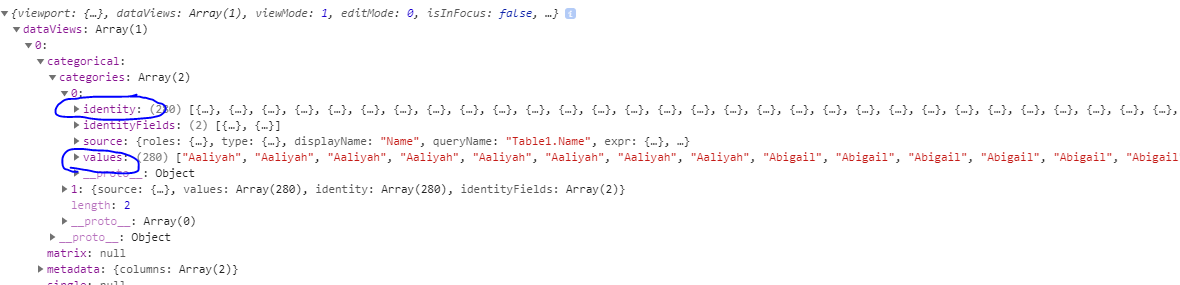 ▼{viewport: {…}, dataViews: Array(1), viewMode: 1, editMode: 0, isInFocus: false, …} i
▼dataViews: Array(1)
▼0:
▼categorical:
▼categories: Array(2)
▼0:
▶identity: (280) [{…}, {…}, {…}, {…}, {…}, {…}, {…}, {…}, {…}, {…}, {…}, {…}, {…}, {…}, {…}, {…}, {…}, {…}, {…}, {…}, {…}, {…}, {…}, {…}, {…}, {…}, {…}, {…}, {…}, {…},
▶identityFields: (2) [{…}, {…}]
▶source: {roles: {…}, type: {…}, displayName: "Name", queryName: "Table1.Name", expr: {…}, …}
▶values: (280) ["Aaliyah", "Aaliyah", "Aaliyah", "Aaliyah", "Aaliyah", "Aaliyah", "Aaliyah", "Aaliyah", "Abigail", "Abigail", "Abigail", "Abigail", "Abigail", "Abigail
▶__proto__: Object
▶1: {source: {…}, values: Array(280), identity: Array(280), identityFields: Array(2)}
length: 2
▶__proto__: Array(0)
▶__proto__: Object
matrix: null
▶metadata: {columns: Array(2)}
single: null